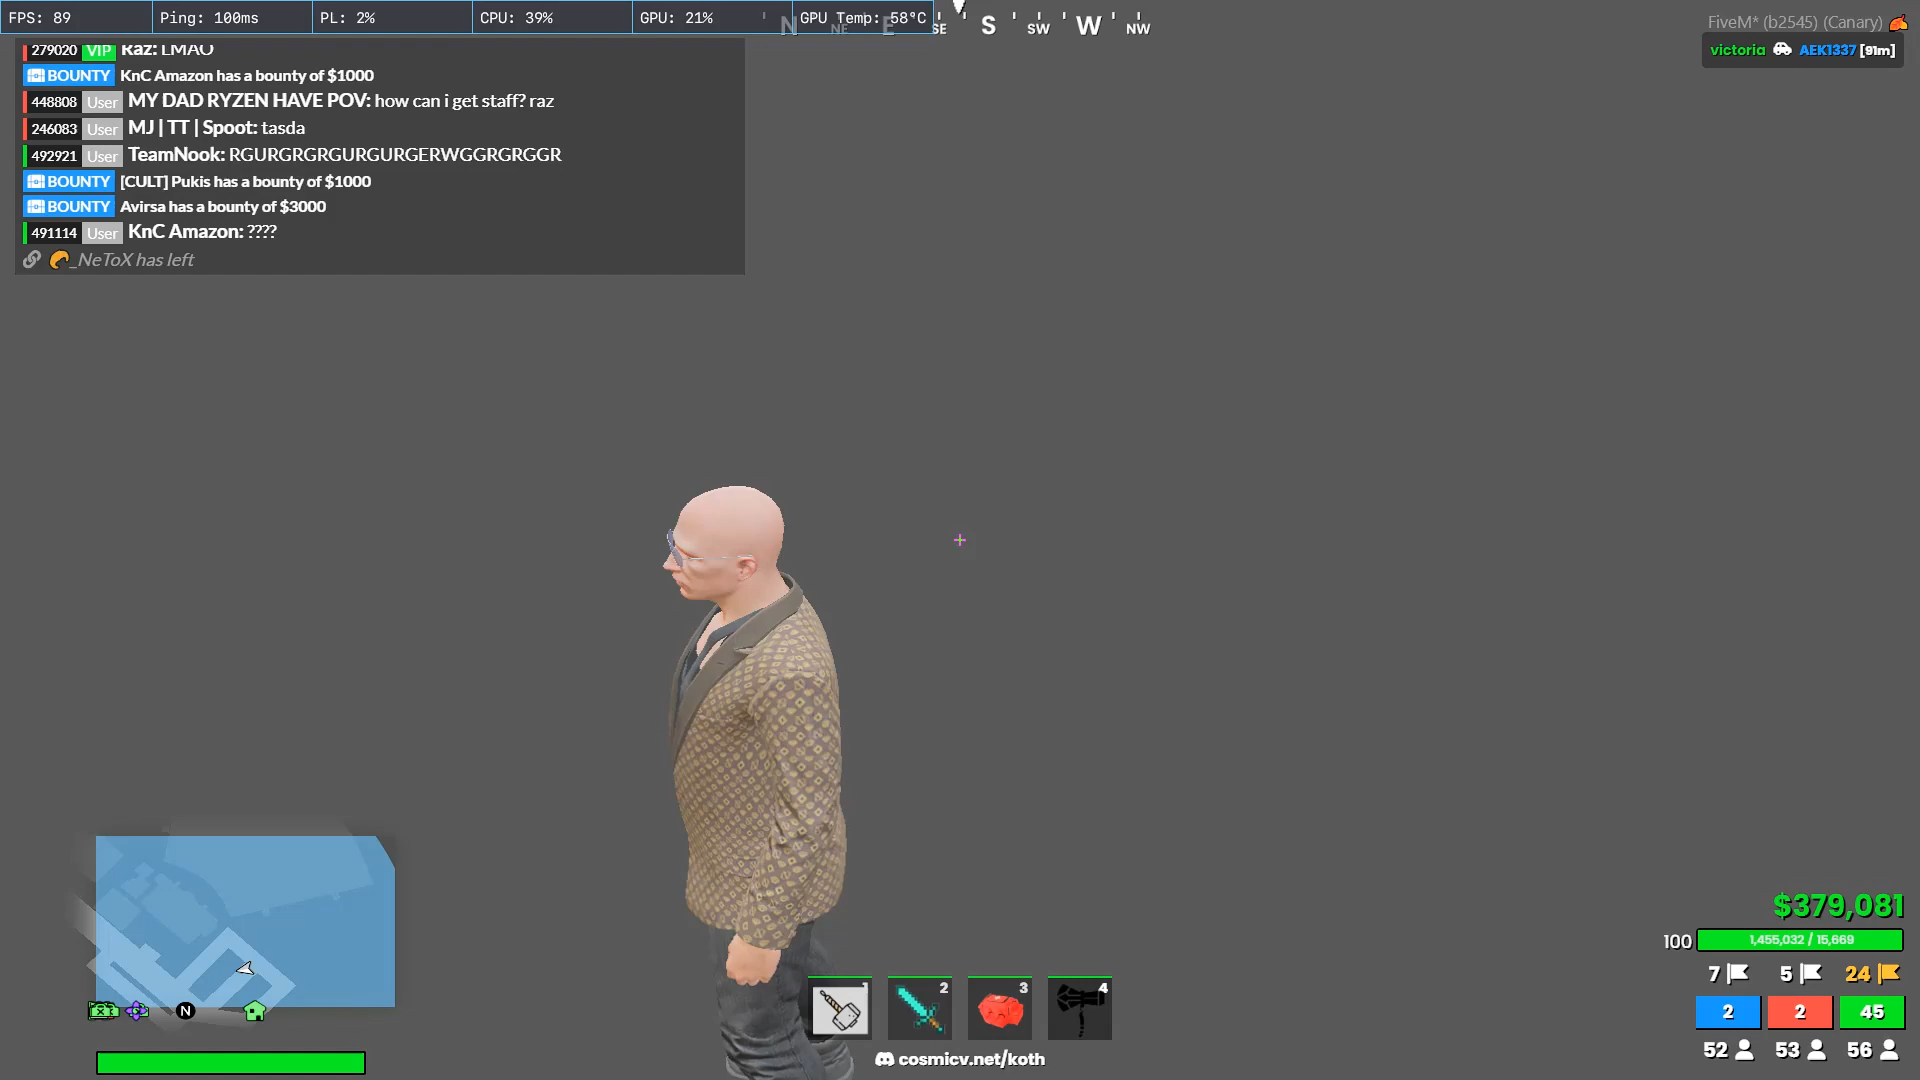 FPS: 89 Ping: 100ms PL: 2% CPU: 39% GPU: 21% GPU Temp: 58°C
N NE E SE S SW W NW
FiveM* (b2545) (Canary)
victoria AEK1337 [91m]
279020 VIP Raz: LMAO
BOUNTY KnC Amazon has a bounty of $1000
448808 User MY DAD RYZEN HAVE POV: how can i get staff? raz
246083 User MJ | TT | Spoot: tasda
492921 User TeamNook: RGURGRGRGURGURGERWGGRGRGGR
BOUNTY [CULT] Pukis has a bounty of $1000
BOUNTY Avirsa has a bounty of $3000
491114 User KnC Amazon: ????
_NeToX has left
N
1 2 3 4
cosmicv.net/koth
$379,081
100 1,455,032 / 15,669
7 5 24
2 2 45
52 53 56